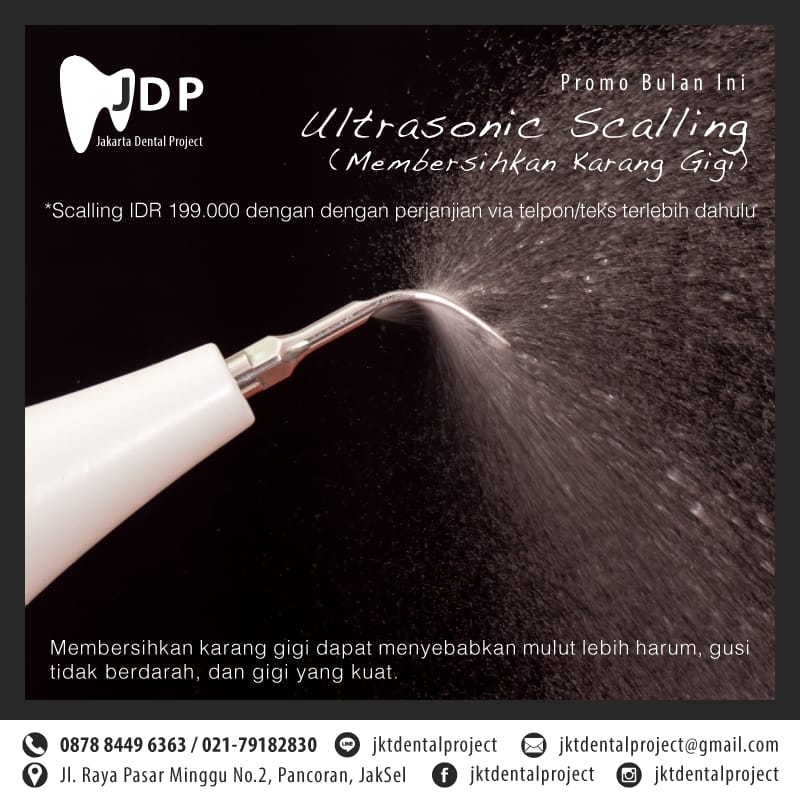 JDP
Jakarta Dental Project
Promo Bulan Ini
Ultrasonic Scalling
(Membersihkan Karang Gigi)
*Scalling IDR 199.000 dengan dengan perjanjian via telpon/teks terlebih dahulu
Membersihkan karang gigi dapat menyebabkan mulut lebih harum, gusi
tidak berdarah, dan gigi yang kuat.
0878 8449 6363 / 021-79182830 LINE jktdentalproject jktdentalproject@gmail.com
Jl. Raya Pasar Minggu No.2, Pancoran, JakSel f jktdentalproject jktdentalproject